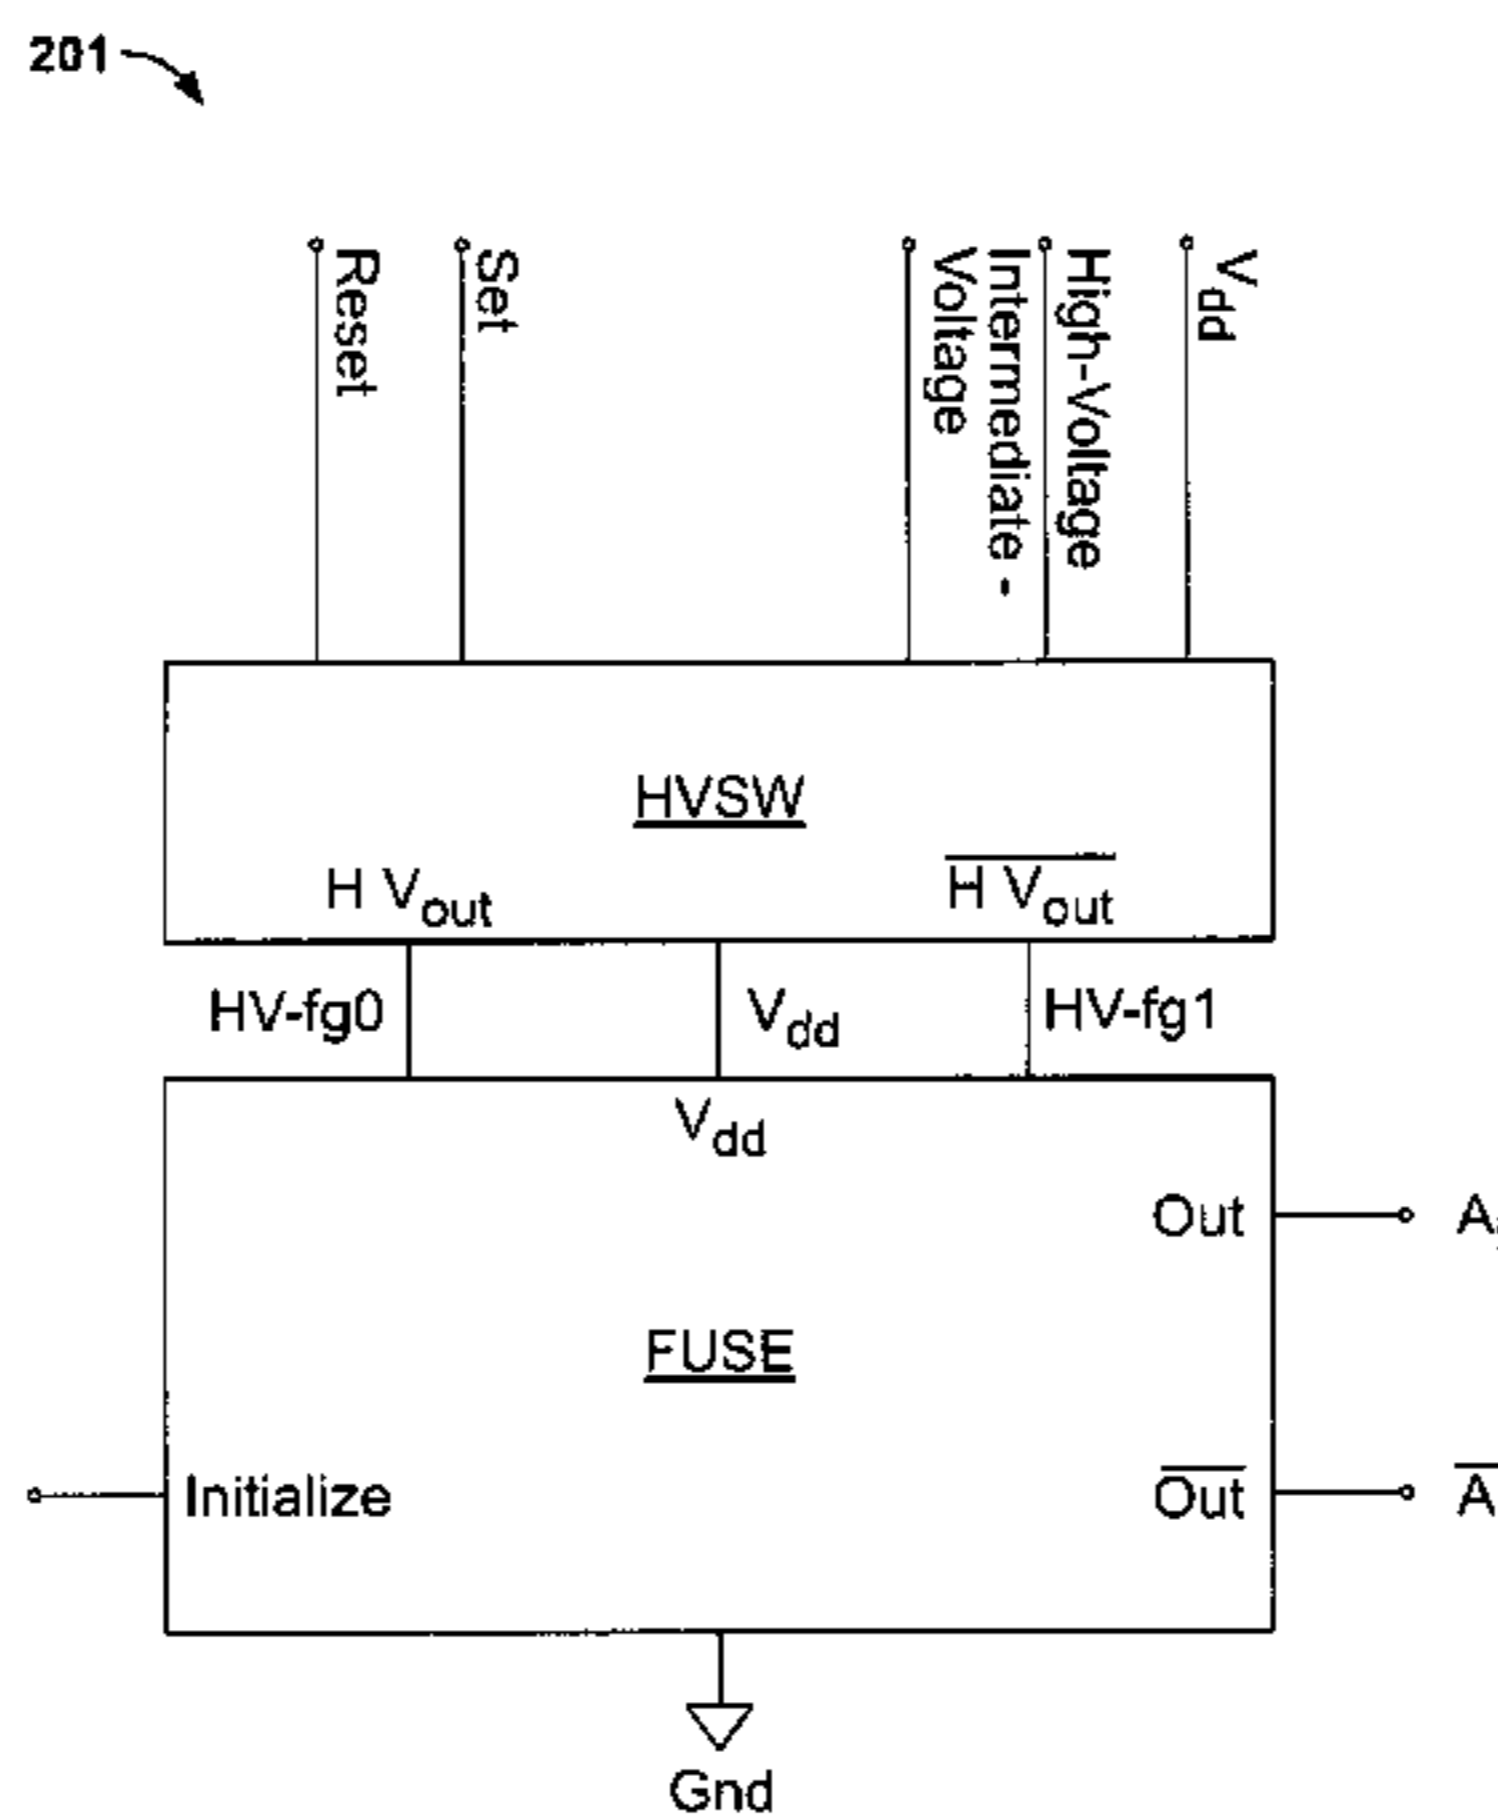 201
Reset
Set
Intermediate -
Voltage
High-Voltage
Vdd
HVSW
H Vout
H Vout
HV-fg0
Vdd
HV-fg1
Vdd
Out
A
FUSE
Initialize
Out
A
Gnd